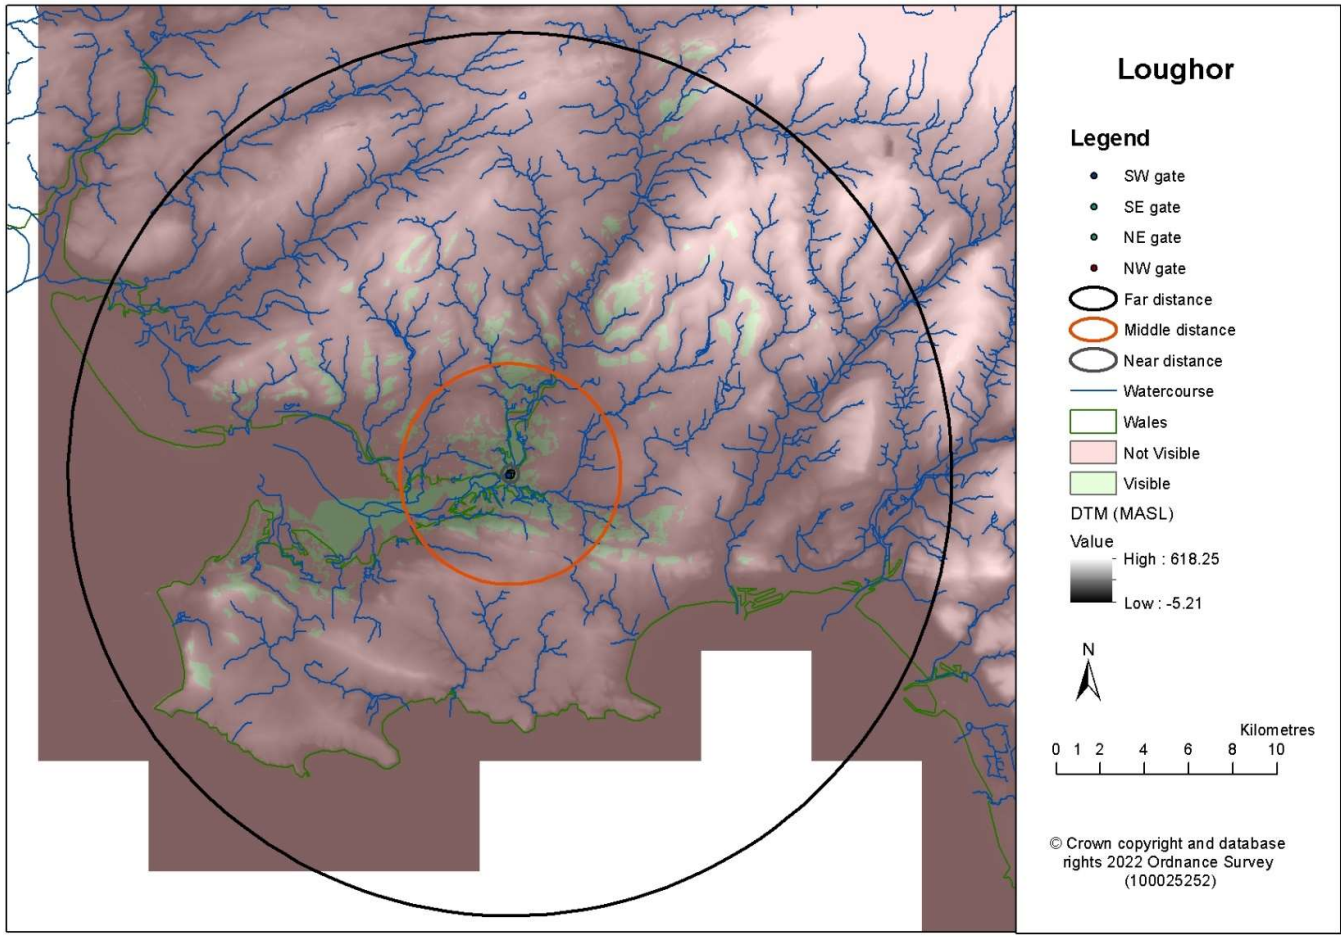 Loughor
Legend
SW gate
SE gate
NE gate
NW gate
Far distance
Middle distance
Near distance
Watercourse
Wales
Not Visible
Visible
DTM (MASL)
Value
High : 618.25
Low : -5.21
N
Kilometres
0 1 2 4 6 8 10
© Crown copyright and database
rights 2022 Ordnance Survey
(100025252)